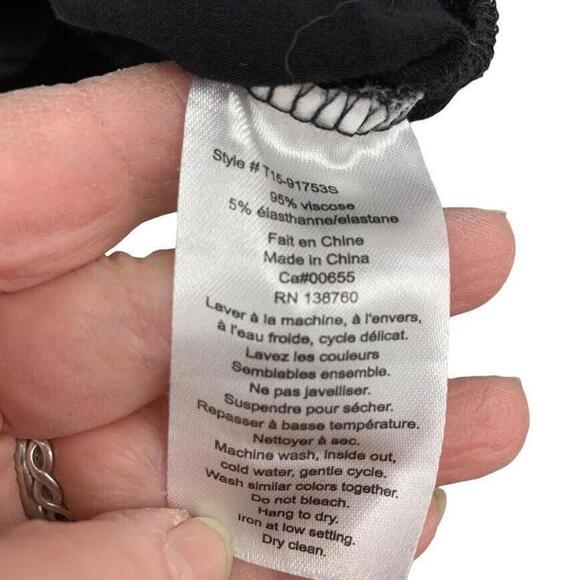 Style # T15-91753S
95% viscose
5% élasthanne/elastane
Fait en Chine
Made in China
Ca#00655
RN 138760
Laver à la machine, à l'envers,
à l'eau froide, cycle délicat.
Lavez les couleurs
Semblables ensemble.
Ne pas javelliser.
Suspendre pour sécher.
Repasser à basse température.
Nettoyer à sec.
Machine wash, inside out,
cold water, gentle cycle.
Wash similar colors together.
Do not bleach.
Hang to dry.
Iron at low setting.
Dry clean.